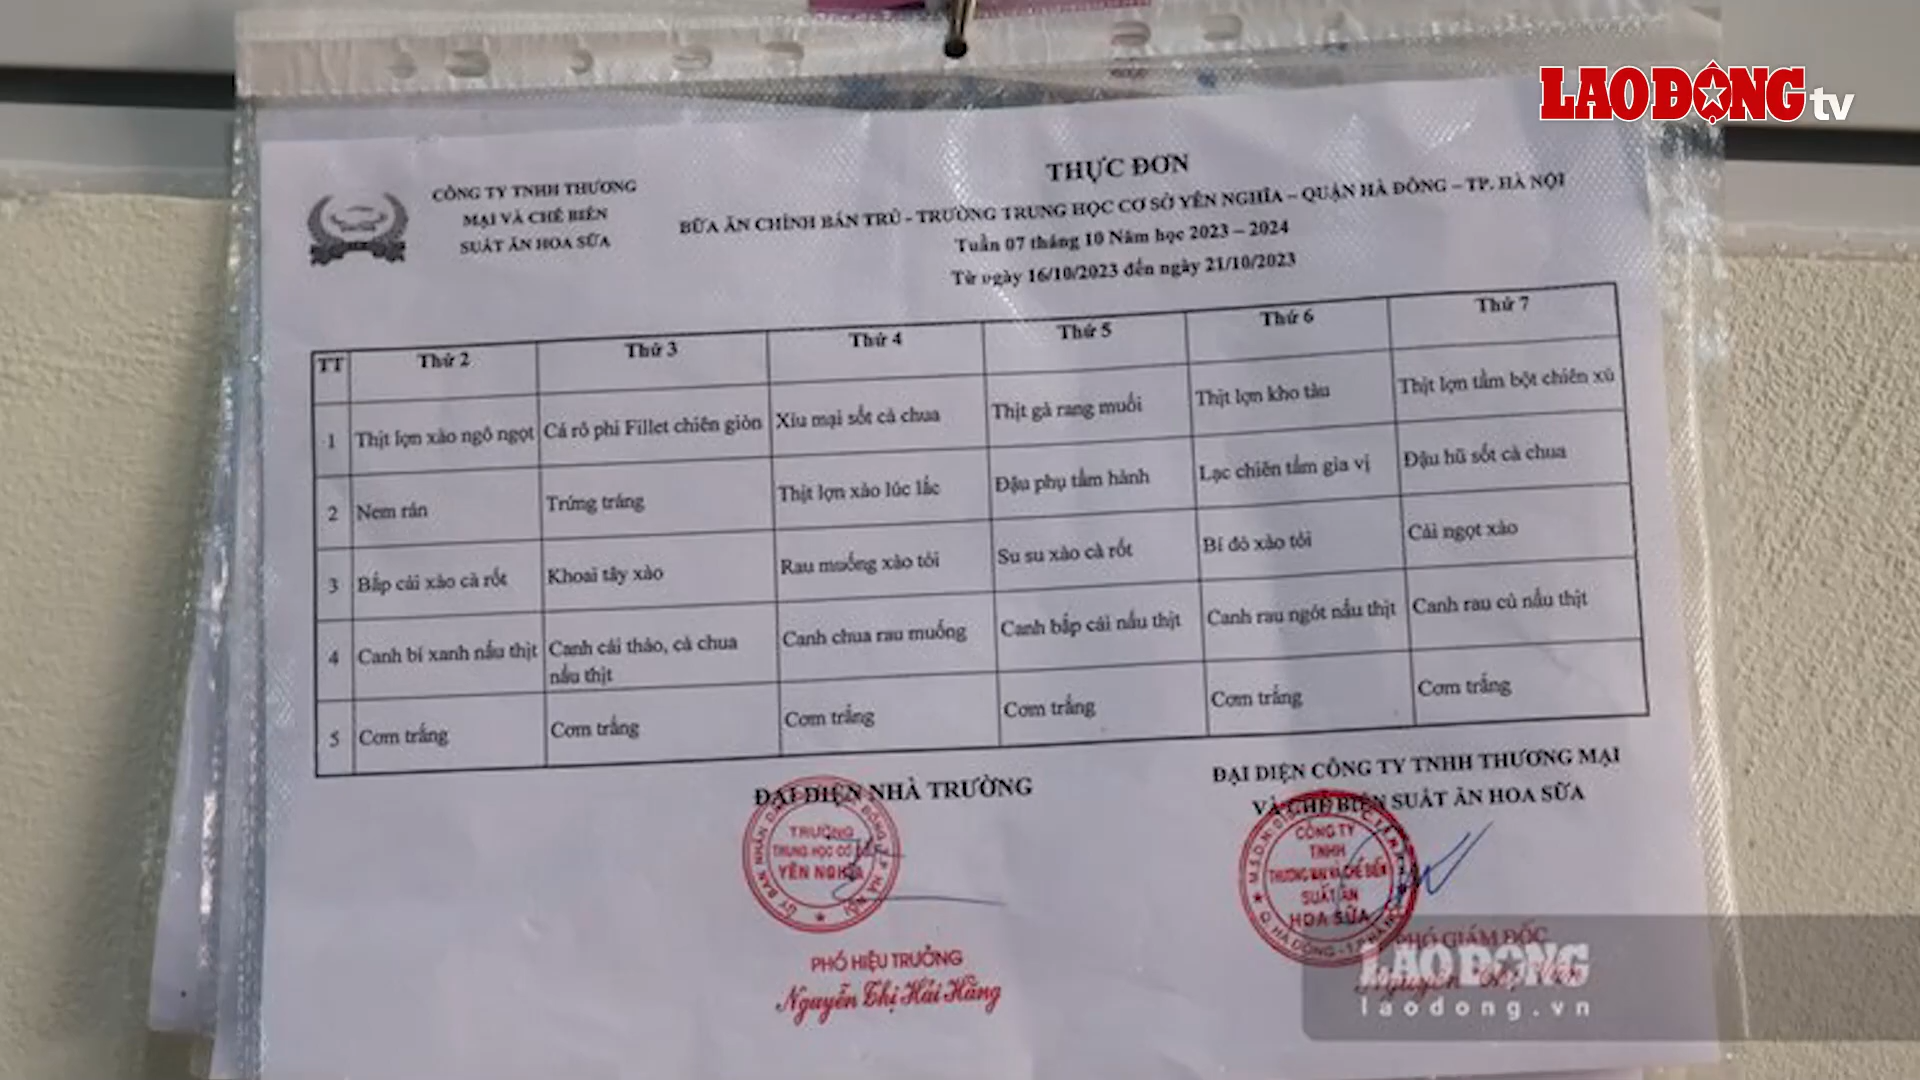 LAO ĐỘNG tv
CÔNG TY TNHH THƯƠNG
MẠI VÀ CHẾ BIẾN
SUẤT ĂN HOA SỮA
THỰC ĐƠN
BỮA ĂN CHÍNH BÁN TRÚ - TRƯỜNG TRUNG HỌC CƠ SỞ YÊN NGHĨA – QUẬN HÀ ĐÔNG – TP. HÀ NỘI
Tuần 07 tháng 10 Năm học 2023 – 2024
Từ ngày 16/10/2023 đến ngày 21/10/2023
TT Thứ 2 Thứ 3 Thứ 4 Thứ 5 Thứ 6 Thứ 7
1 Thịt lợn xào ngô ngọt Cá rô phi Fillet chiên giòn Xíu mại sốt cà chua Thịt gà rang muối Thịt lợn kho tàu Thịt lợn tẩm bột chiên xù
2 Nem rán Trứng tráng Thịt lợn xào lúc lắc Đậu phụ tẩm hành Lạc chiên tẩm gia vị Đậu hũ sốt cà chua
3 Bắp cải xào cà rốt Khoai tây xào Rau muống xào tỏi Su su xào cà rốt Bí đỏ xào tỏi Cải ngọt xào
4 Canh bí xanh nấu thịt Canh cải thảo, cà chua nấu thịt Canh chua rau muống Canh bắp cải nấu thịt Canh rau ngót nấu thịt Canh rau củ nấu thịt
5 Cơm trắng Cơm trắng Cơm trắng Cơm trắng Cơm trắng Cơm trắng
ĐẠI DIỆN NHÀ TRƯỜNG
ĐẠI DIỆN CÔNG TY TNHH THƯƠNG MẠI
VÀ CHẾ BIẾN SUẤT ĂN HOA SỮA
TRƯỜNG
TRUNG HỌC CƠ SỞ
YÊN NGHĨA
CÔNG TY
TNHH
THƯƠNG MẠI VÀ CHẾ BIẾN
SUẤT ĂN
HOA SỮA
PHÓ HIỆU TRƯỞNG
Nguyễn Thị Hải Hằng
PHÓ GIÁM ĐỐC
LAO ĐỘNG
laodong.vn